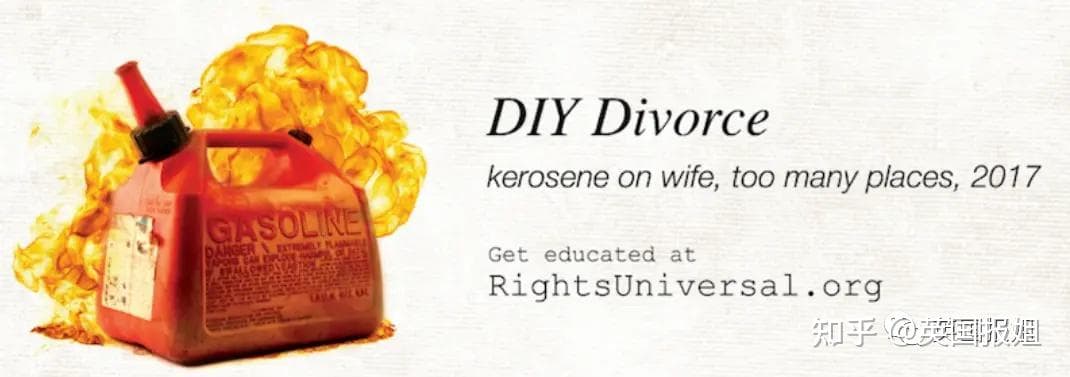 DIY Divorce
kerosene on wife, too many places, 2017
Get educated at
RightsUniversal.org
GASOLINE
DANGER
EXTREMELY FLAMMABLE
知乎 @英国报姐